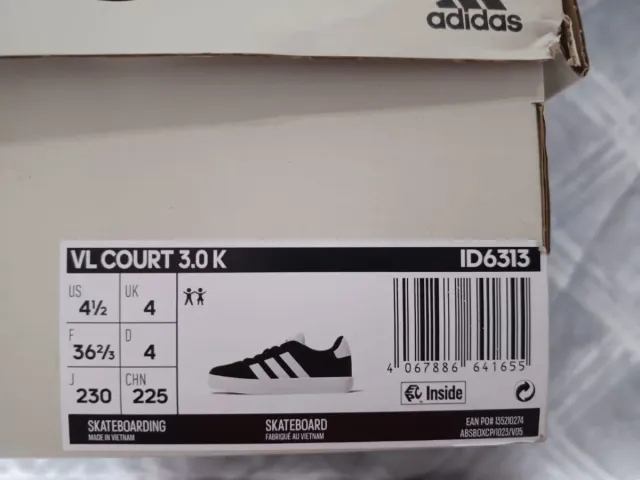 adidas
VL COURT 3.0 K ID6313
US 4½ UK 4
F 36⅔ D 4
J 230 CHN 225
4 067886 641655
Inside
SKATEBOARDING SKATEBOARD EAN PO# 135210274
MADE IN VIETNAM FABRIQUÉ AU VIETNAM ABSBOXCP/1023/V05